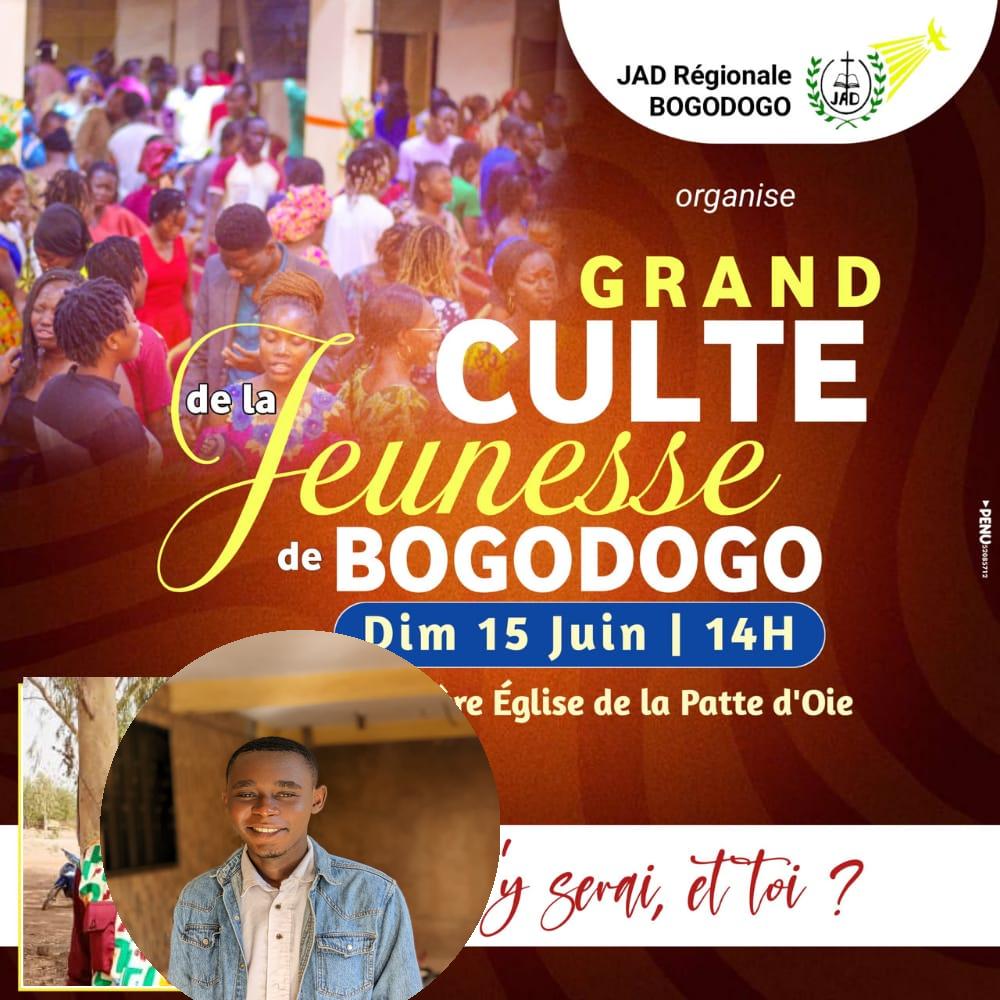 JAD Régionale
BOGODOGO
JAD
organise
GRAND
CULTE
de la
Jeunesse
de BOGODOGO
Dim 15 Juin | 14H
Église de la Patte d'Oie
'y serai, et toi ?
PENU